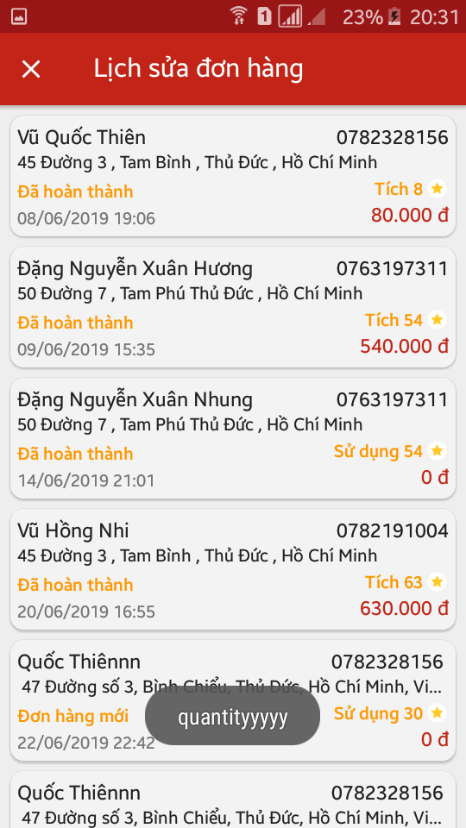 1 23% 20:31
Lịch sửa đơn hàng
Vũ Quốc Thiên 0782328156
45 Đường 3 , Tam Bình , Thủ Đức , Hồ Chí Minh
Đã hoàn thành Tích 8
08/06/2019 19:06 80.000 đ
Đặng Nguyễn Xuân Hương 0763197311
50 Đường 7 , Tam Phú Thủ Đức , Hồ Chí Minh
Đã hoàn thành Tích 54
09/06/2019 15:35 540.000 đ
Đặng Nguyễn Xuân Nhung 0763197311
50 Đường 7 , Tam Phú Thủ Đức , Hồ Chí Minh
Đã hoàn thành Sử dụng 54
14/06/2019 21:01 0 đ
Vũ Hồng Nhi 0782191004
45 Đường 3 , Tam Bình , Thủ Đức , Hồ Chí Minh
Đã hoàn thành Tích 63
20/06/2019 16:55 630.000 đ
Quốc Thiênnn 0782328156
47 Đường số 3, Bình Chiểu, Thủ Đức, Hồ Chí Minh, Vi...
Đơn hàng mới Sử dụng 30
quantityyyyy
22/06/2019 22:42 0 đ
Quốc Thiênnn 0782328156
47 Đường số 3, Bình Chiểu, Thủ Đức, Hồ Chí Minh, Vi...